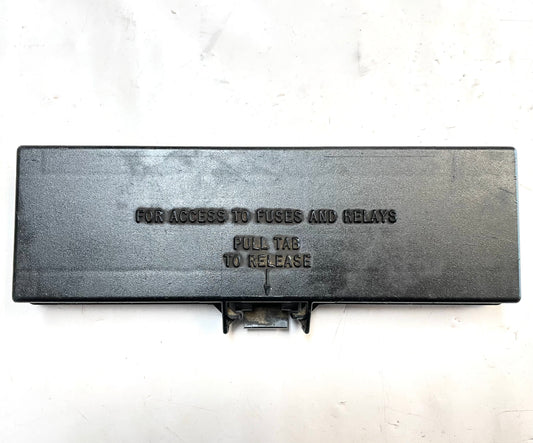 FOR ACCESS TO FUSES AND RELAYS
PULL TAB
TO RELEASE